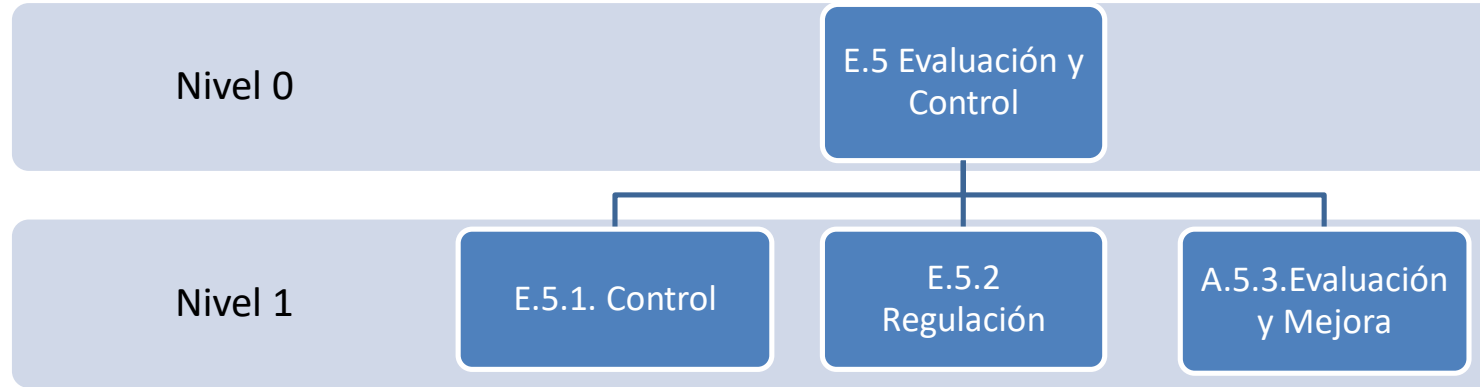 Nivel 0
E.5 Evaluación y
Control
Nivel 1
E.5.1. Control
E.5.2
Regulación
A.5.3.Evaluación
y Mejora